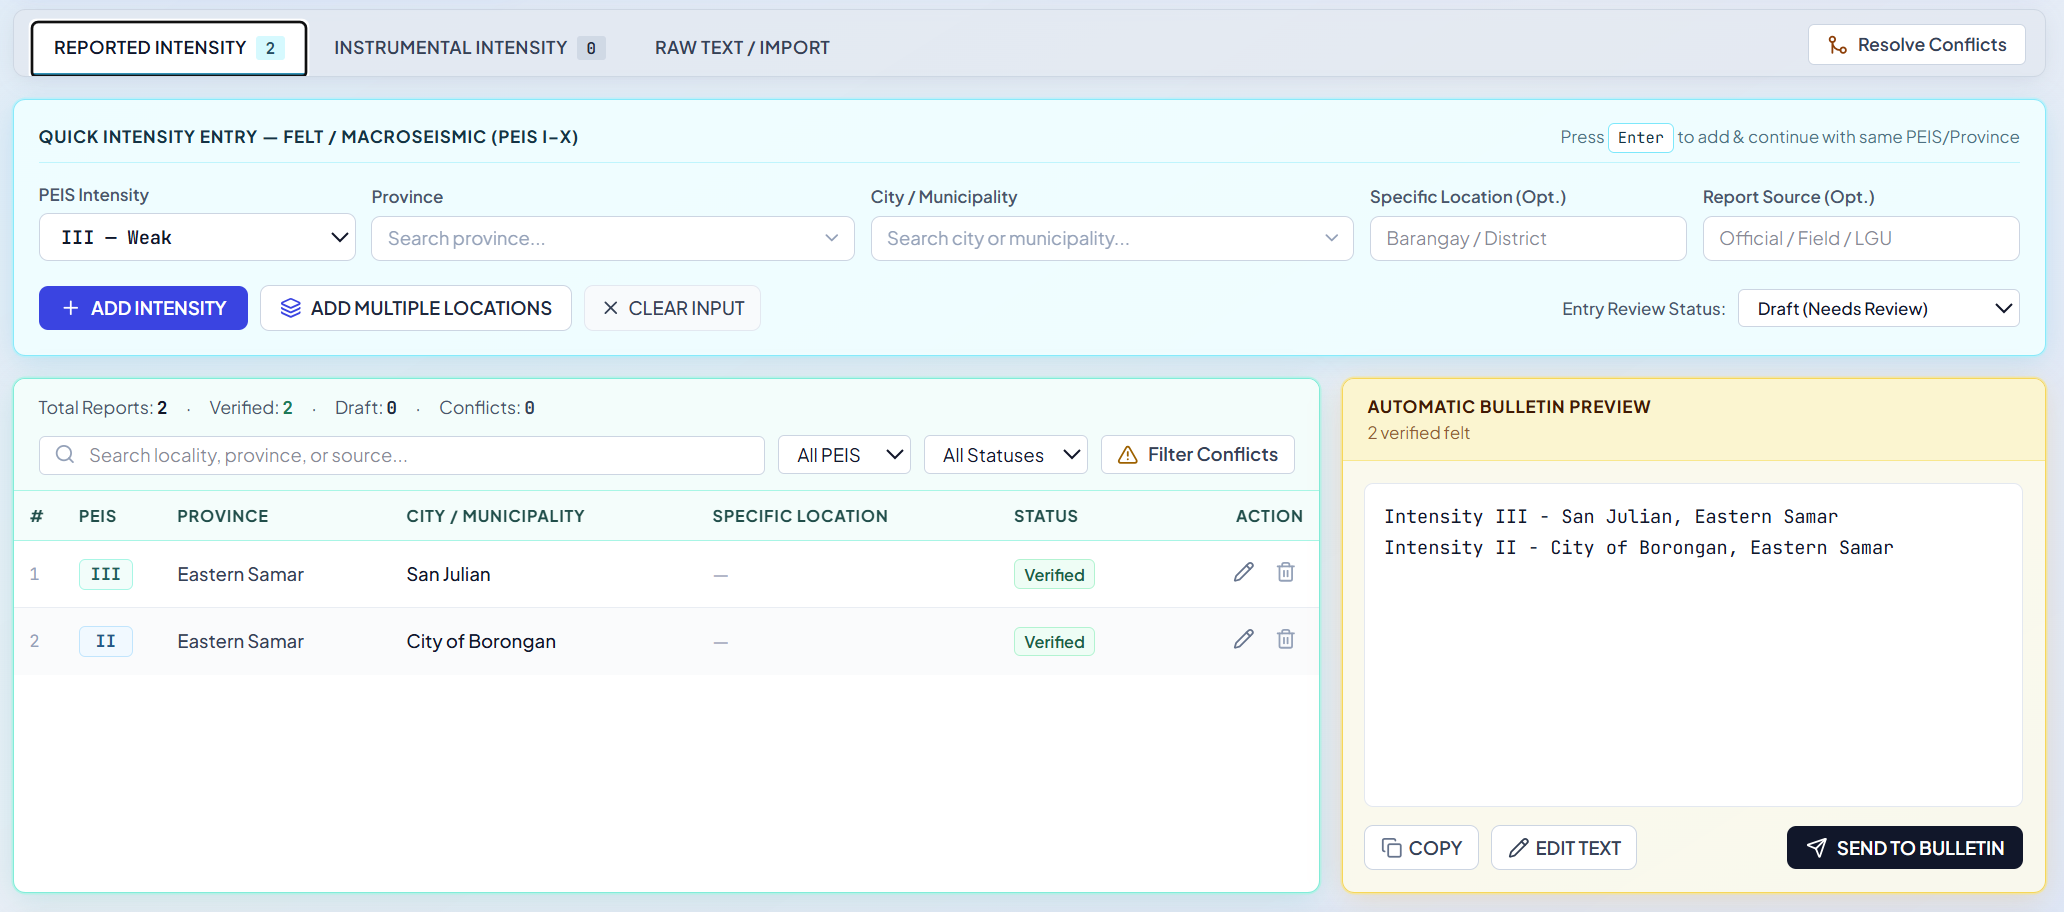 REPORTED INTENSITY 2 INSTRUMENTAL INTENSITY 0 RAW TEXT / IMPORT Resolve Conflicts
QUICK INTENSITY ENTRY — FELT / MACROSEISMIC (PEIS I–X) Press Enter to add & continue with same PEIS/Province
PEIS Intensity Province City / Municipality Specific Location (Opt.) Report Source (Opt.)
III — Weak Search province... Search city or municipality... Barangay / District Official / Field / LGU
ADD INTENSITY ADD MULTIPLE LOCATIONS CLEAR INPUT Entry Review Status: Draft (Needs Review)
Total Reports: 2 · Verified: 2 · Draft: 0 · Conflicts: 0
Search locality, province, or source... All PEIS All Statuses Filter Conflicts
# PEIS PROVINCE CITY / MUNICIPALITY SPECIFIC LOCATION STATUS ACTION
1 III Eastern Samar San Julian — Verified
2 II Eastern Samar City of Borongan — Verified
AUTOMATIC BULLETIN PREVIEW
2 verified felt
Intensity III - San Julian, Eastern Samar
Intensity II - City of Borongan, Eastern Samar
COPY EDIT TEXT SEND TO BULLETIN